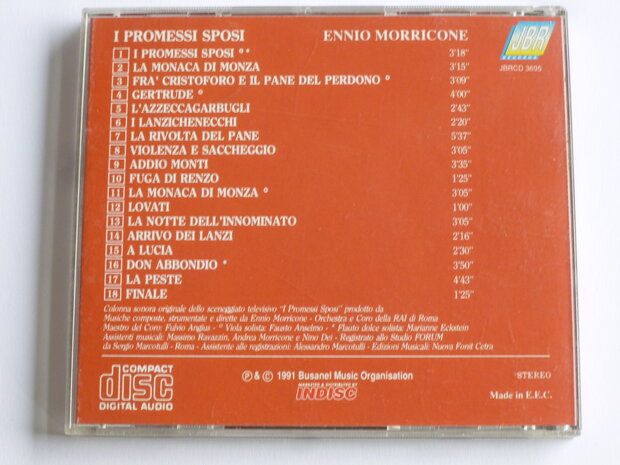 I PROMESSI SPOSI ENNIO MORRICONE
JBR
RECORDS
JBRCD 3695
1 I PROMESSI SPOSI °* 3'18"
2 LA MONACA DI MONZA 3'15"
3 FRA' CRISTOFORO E IL PANE DEL PERDONO ° 3'09"
4 GERTRUDE ° 4'00"
5 L'AZZECCAGARBUGLI 2'43"
6 I LANZICHENECCHI 2'20"
7 LA RIVOLTA DEL PANE 5'37"
8 VIOLENZA E SACCHEGGIO 3'05"
9 ADDIO MONTI 3'35"
10 FUGA DI RENZO 1'25"
11 LA MONACA DI MONZA ° 3'05"
12 LOVATI 1'00"
13 LA NOTTE DELL'INNOMINATO 3'05"
14 ARRIVO DEI LANZI 2'16"
15 A LUCIA 2'30"
16 DON ABBONDIO * 3'50"
17 LA PESTE 4'43"
18 FINALE 1'25"
Colonna sonora originale dello sceneggiato televisivo "I Promessi Sposi" prodotto da
Musiche composte, strumentate e dirette da Ennio Morricone - Orchestra e Coro della RAI di Roma
Maestro del Coro: Fulvio Angius - ° Viola solista: Fausto Anselmo - * Flauto dolce solista: Marianne Eckstein
Assistenti musicali: Massimo Ravazzin, Andrea Morricone e Nino Dei - Registrato allo Studio FORUM
da Sergio Marcotulli - Roma - Assistente alle registrazioni: Alessandro Marcotulli - Edizioni Musicali: Nuova Fonit Cetra
COMPACT
disc
DIGITAL AUDIO
℗ & © 1991 Busanel Music Organisation
MARKETED & DISTRIBUTED BY
INDISC
STEREO
Made in E.E.C.